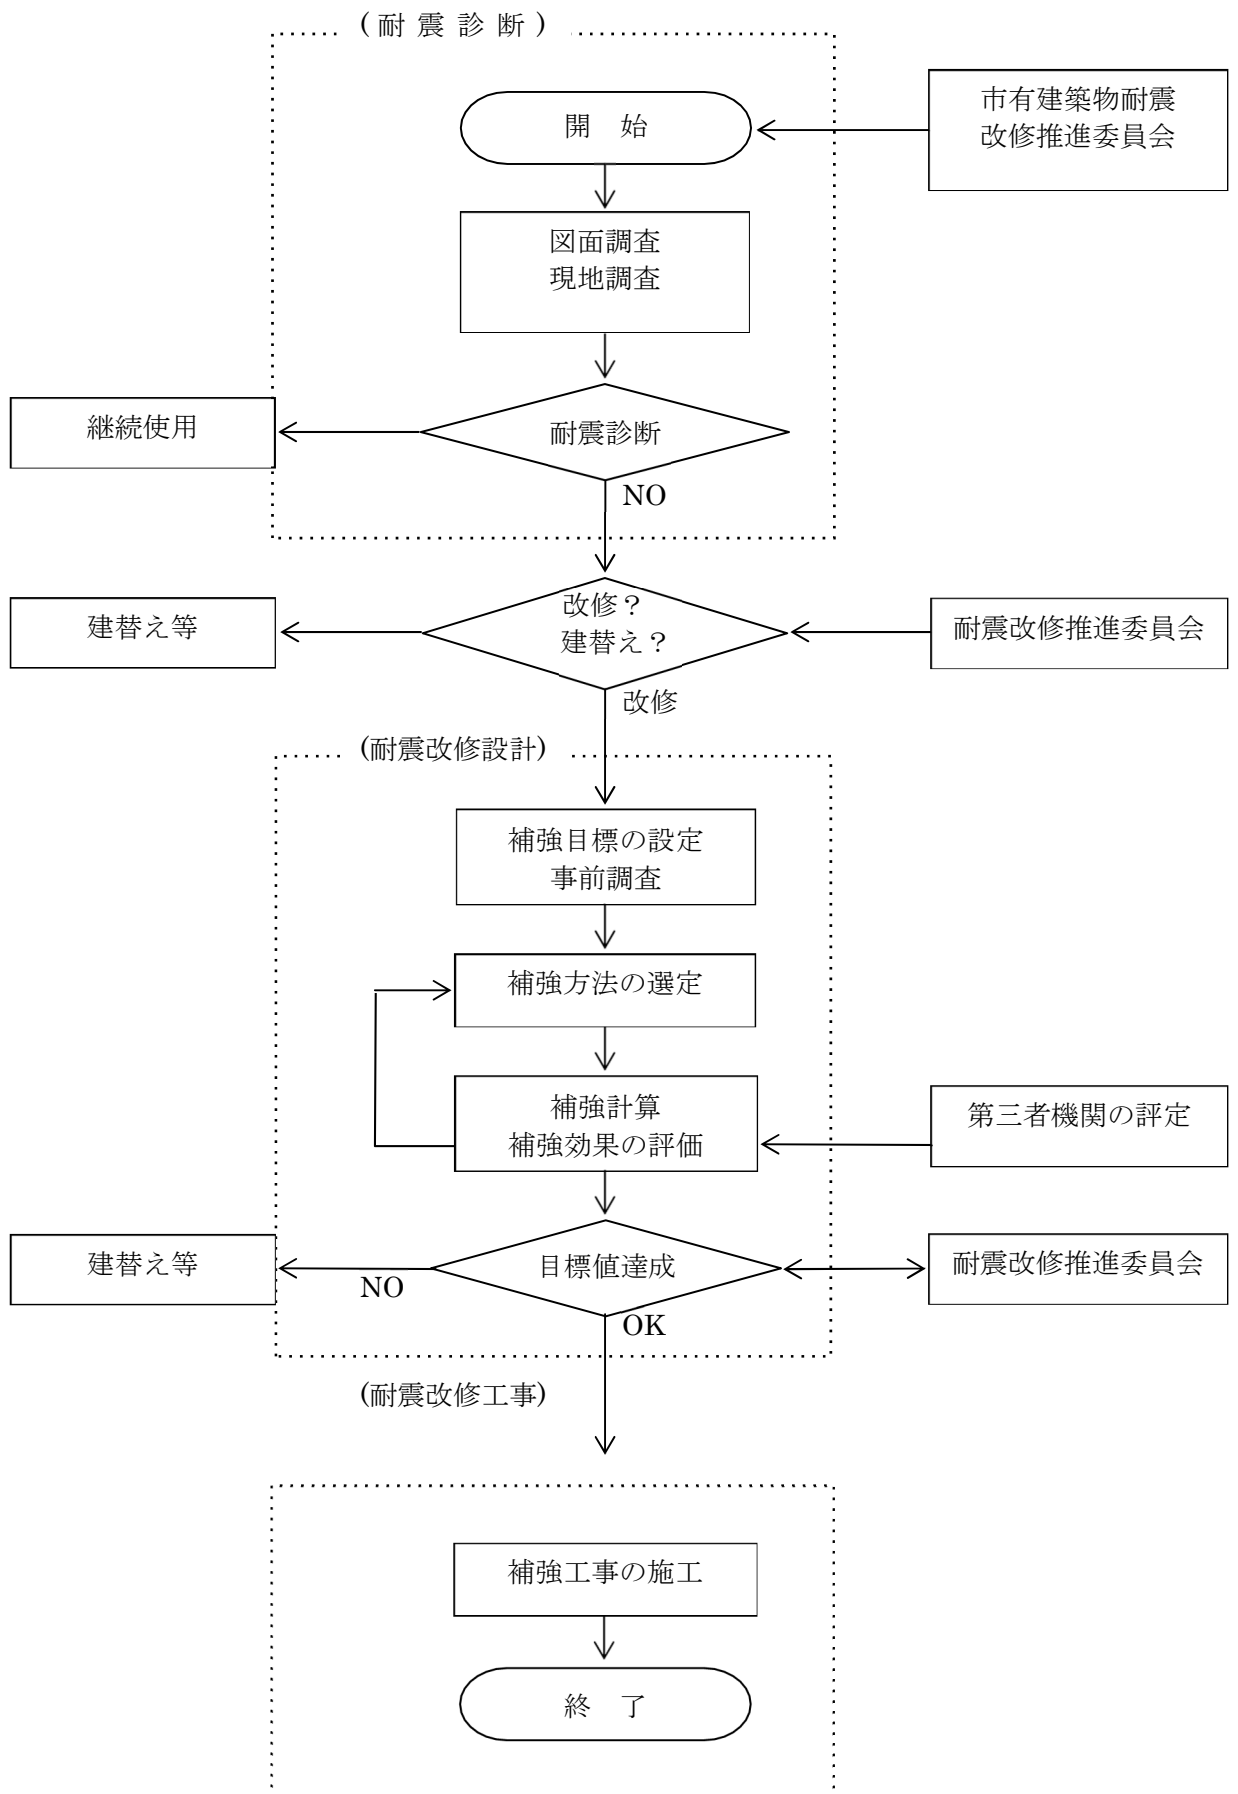 (耐 震 診 断)
開　始
市有建築物耐震
改修推進委員会
図面調査
現地調査
継続使用
耐震診断
NO
建替え等
改修？
建替え？
耐震改修推進委員会
改修
(耐震改修設計)
補強目標の設定
事前調査
補強方法の選定
補強計算
補強効果の評価
第三者機関の評定
建替え等
NO
目標値達成
耐震改修推進委員会
OK
(耐震改修工事)
補強工事の施工
終　了